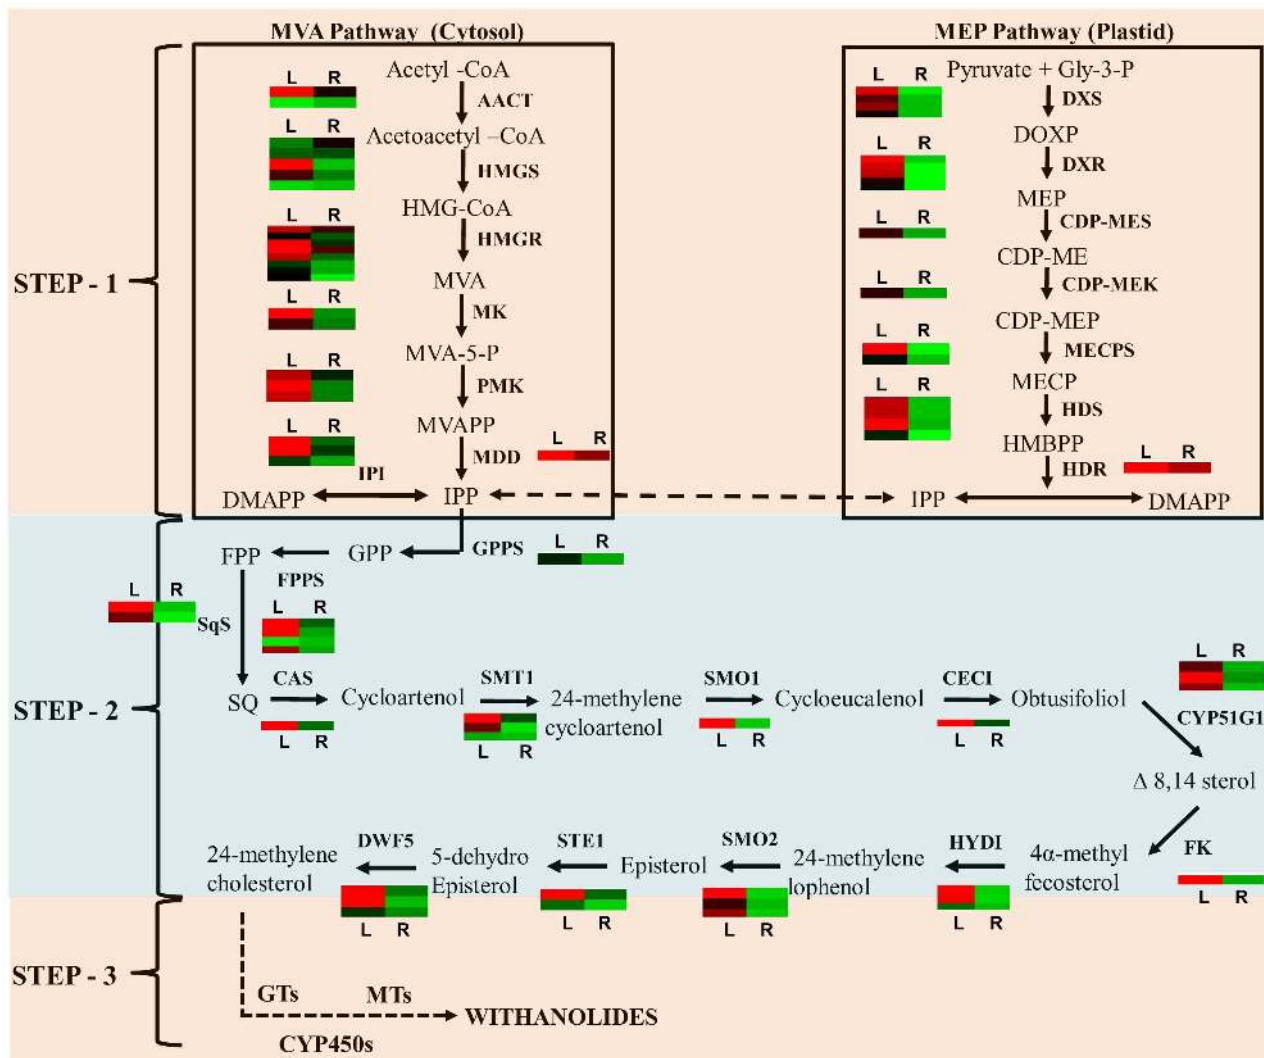 MVA Pathway (Cytosol)
MEP Pathway (Plastid)
STEP - 1
L R
Acetyl -CoA
AACT
L R
Acetoacetyl –CoA
HMGS
L R
HMG-CoA
HMGR
MVA
L R
MK
MVA-5-P
L R
PMK
MVAPP
L R
MDD
L R
IPI
DMAPP
IPP
L R
Pyruvate + Gly-3-P
DXS
DOXP
L R
DXR
MEP
L R
CDP-MES
CDP-ME
L R
CDP-MEK
CDP-MEP
L R
MECPS
MECP
L R
HDS
HMBPP
L R
HDR
IPP
DMAPP
STEP - 2
FPP
GPP
GPPS
L R
FPPS
L R
L R
SqS
SQ
CAS
L R
Cycloartenol
SMT1
L R
24-methylene
cycloartenol
SMO1
L R
Cycloeucalenol
CECI
L R
Obtusifoliol
L R
CYP51G1
Δ 8,14 sterol
FK
L R
4α-methyl
fecosterol
HYDI
L R
24-methylene
lophenol
SMO2
L R
Episterol
STE1
L R
5-dehydro
Episterol
DWF5
L R
24-methylene
cholesterol
STEP - 3
GTs MTs
WITHANOLIDES
CYP450s